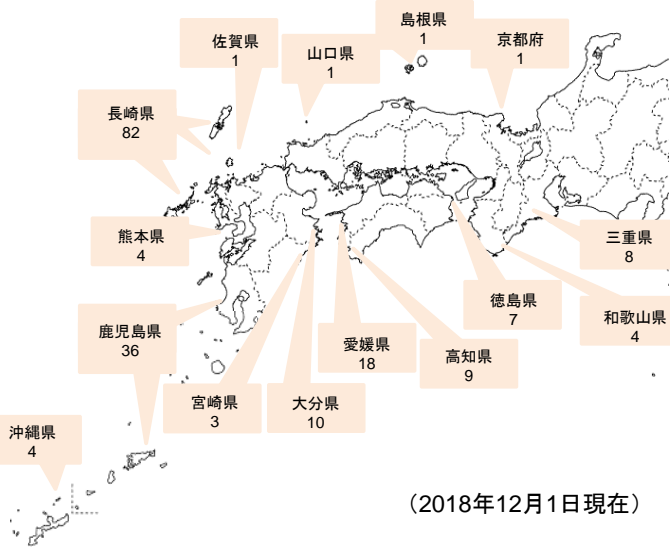 島根県
1
佐賀県
1
山口県
1
京都府
1
長崎県
82
熊本県
4
三重県
8
徳島県
7
和歌山県
4
鹿児島県
36
愛媛県
18
高知県
9
宮崎県
3
大分県
10
沖縄県
4
（2018年12月1日現在）